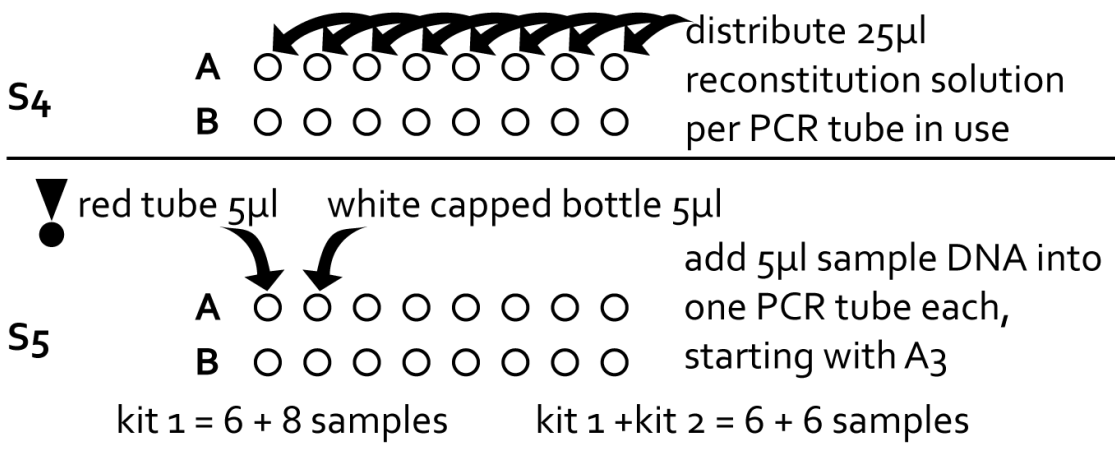 distribute 25µl
S4
A
reconstitution solution
B
per PCR tube in use
red tube 5µl
white capped bottle 5µl
add 5µl sample DNA into
S5
A
one PCR tube each,
B
starting with A3
kit 1 = 6 + 8 samples
kit 1 +kit 2 = 6 + 6 samples